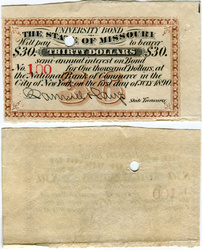 UNIVERSITY BOND
THE STATE OF MISSOURI
Will pay to bearer
$30. THIRTY DOLLARS $30.
semi-annual interest on Bond
No. 100 for One thousand Dollars, at
the National Bank of Commerce in the
City of New York on the first day of JULY 1890.
State Treasurer